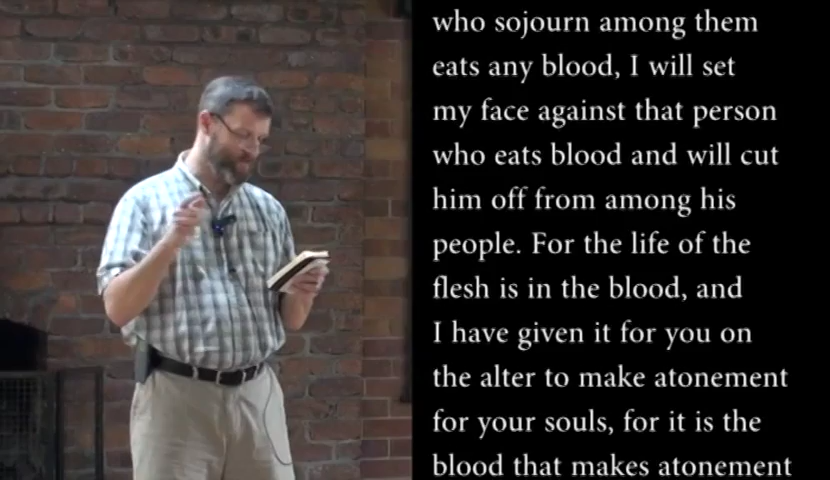 who sojourn among them
eats any blood, I will set
my face against that person
who eats blood and will cut
him off from among his
people. For the life of the
flesh is in the blood, and
I have given it for you on
the alter to make atonement
for your souls, for it is the
blood that makes atonement